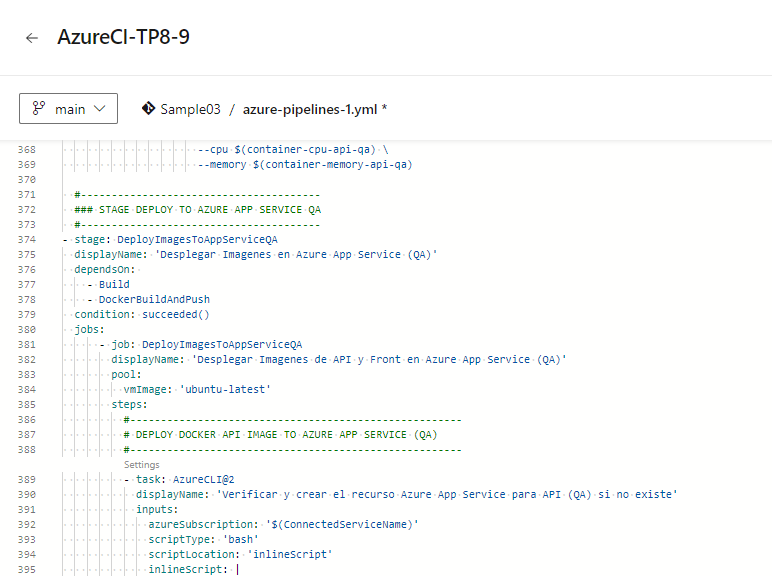 ← AzureCI-TP8-9
main Sample03 / azure-pipelines-1.yml *
368 --cpu $(container-cpu-api-qa) \
369 --memory $(container-memory-api-qa)
370
371 #--------------------------------------
372 ### STAGE DEPLOY TO AZURE APP SERVICE QA
373 #--------------------------------------
374 - stage: DeployImagesToAppServiceQA
375 displayName: 'Desplegar Imagenes en Azure App Service (QA)'
376 dependsOn:
377 - Build
378 - DockerBuildAndPush
379 condition: succeeded()
380 jobs:
381 - job: DeployImagesToAppServiceQA
382 displayName: 'Desplegar Imagenes de API y Front en Azure App Service (QA)'
383 pool:
384 vmImage: 'ubuntu-latest'
385 steps:
386 #------------------------------------------------------
387 # DEPLOY DOCKER API IMAGE TO AZURE APP SERVICE (QA)
388 #------------------------------------------------------
Settings
389 - task: AzureCLI@2
390 displayName: 'Verificar y crear el recurso Azure App Service para API (QA) si no existe'
391 inputs:
392 azureSubscription: '$(ConnectedServiceName)'
393 scriptType: 'bash'
394 scriptLocation: 'inlineScript'
395 inlineScript: |